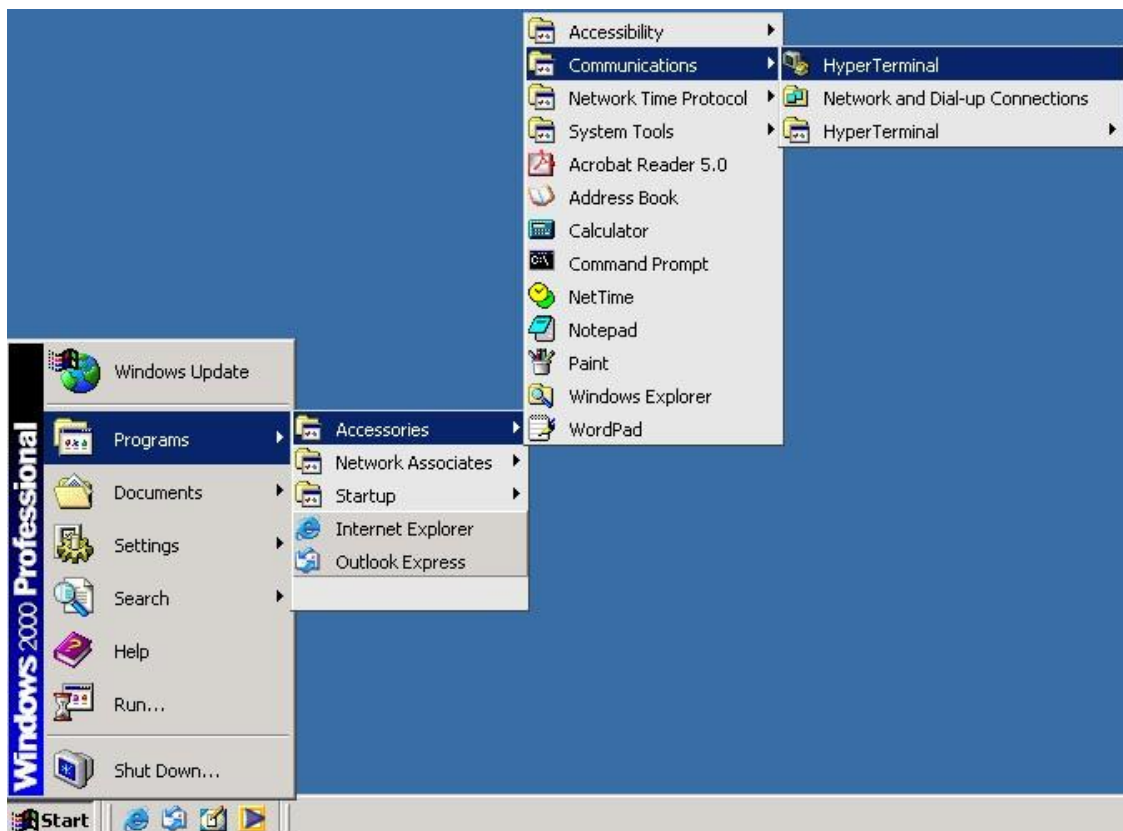 Accessibility
Communications
Network Time Protocol
System Tools
Acrobat Reader 5.0
Address Book
Calculator
Command Prompt
NetTime
Notepad
Paint
Windows Explorer
WordPad
HyperTerminal
Network and Dial-up Connections
HyperTerminal
Windows Update
Programs
Documents
Settings
Search
Help
Run...
Shut Down...
Accessories
Network Associates
Startup
Internet Explorer
Outlook Express
Windows 2000 Professional
Start